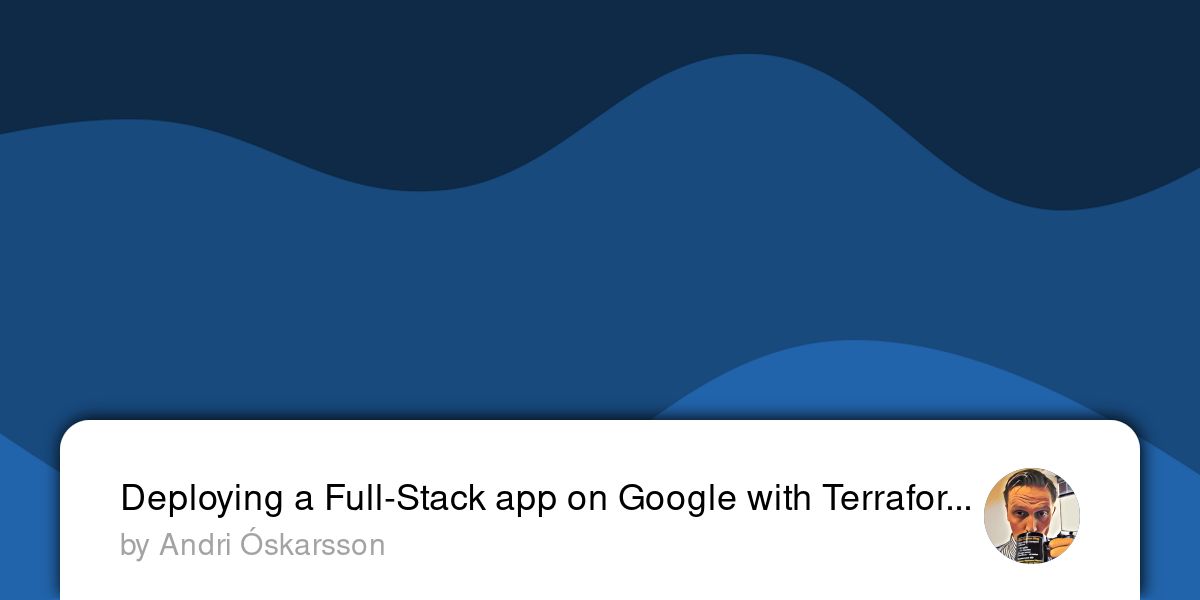 Deploying a Full-Stack app on Google with Terrafor...
by Andri Óskarsson